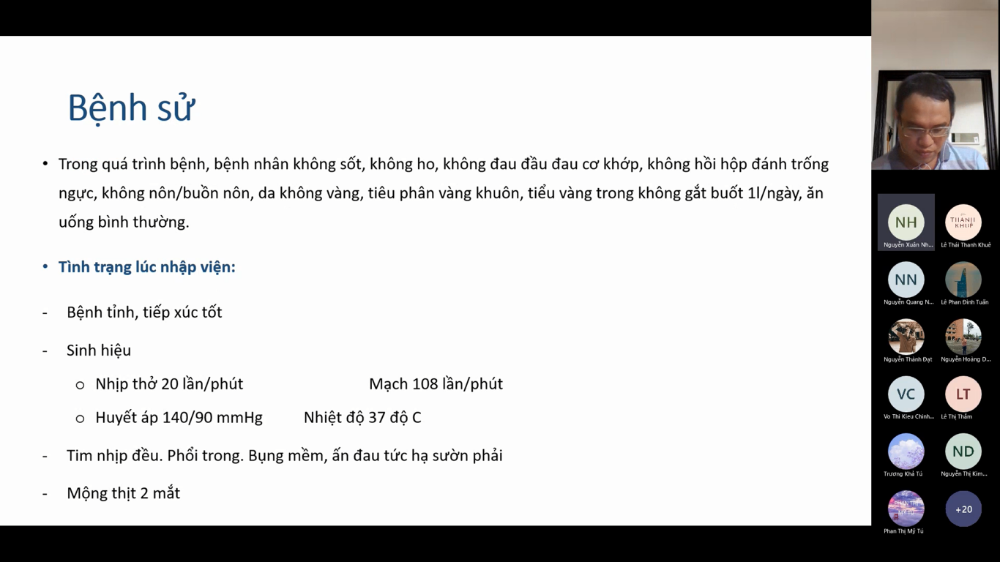 Bệnh sử
• Trong quá trình bệnh, bệnh nhân không sốt, không ho, không đau đầu đau cơ khớp, không hồi hộp đánh trống
ngực, không nôn/buồn nôn, da không vàng, tiêu phân vàng khuôn, tiểu vàng trong không gắt buốt 1l/ngày, ăn
uống bình thường.
• Tình trạng lúc nhập viện:
- Bệnh tỉnh, tiếp xúc tốt
- Sinh hiệu
o Nhịp thở 20 lần/phút Mạch 108 lần/phút
o Huyết áp 140/90 mmHg Nhiệt độ 37 độ C
- Tim nhịp đều. Phổi trong. Bụng mềm, ấn đau tức hạ sườn phải
- Mộng thịt 2 mắt
NH
THANH
KHUÊ
Nguyễn Xuân Nh... Lê Thái Thanh Khuê
NN
Nguyễn Quang N... Lê Phan Đình Tuấn
Nguyễn Thành Đạt Nguyễn Hoàng D...
VC LT
Vo Thi Kieu Chinh... Lê Thị Thắm
ND
Trương Khả Tú Nguyễn Thị Kim...
PHAN THỊ
MỸ TÚ
+20
Phan Thị Mỹ Tú